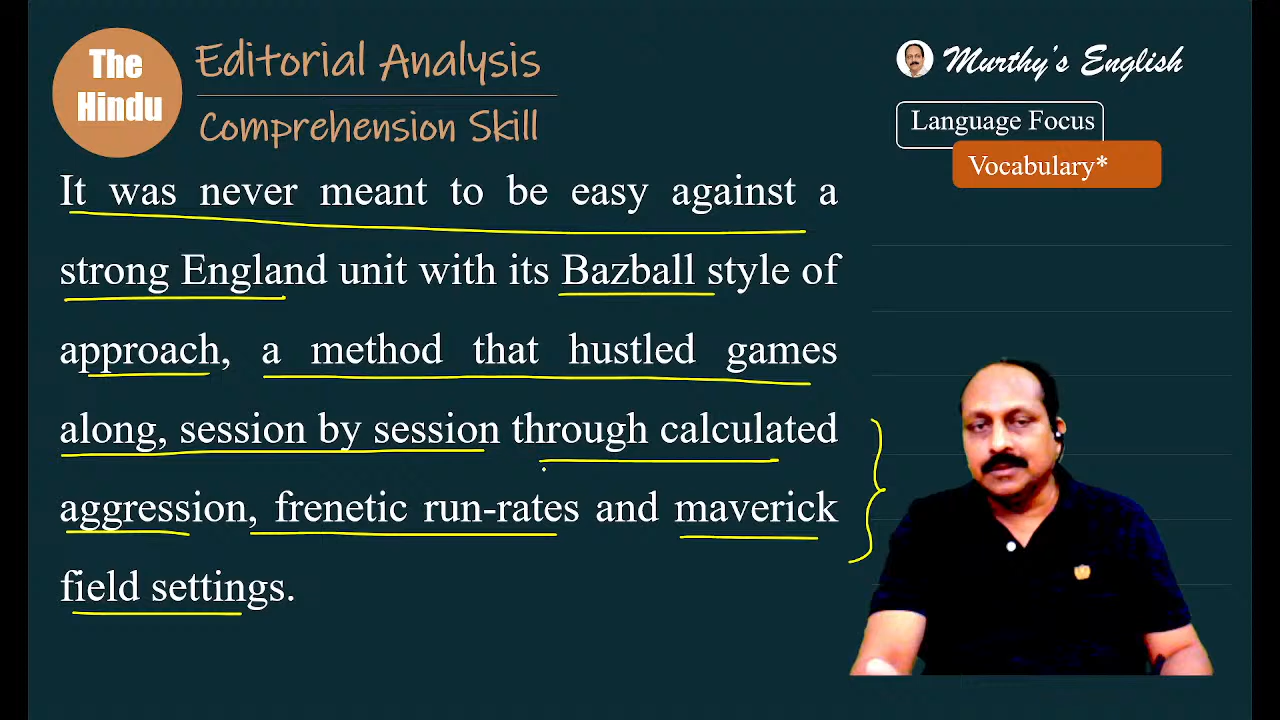 The
Hindu
Editorial Analysis
Comprehension Skill
Murthy's English
Language Focus
Vocabulary*
It was never meant to be easy against a
strong England unit with its Bazball style of
approach, a method that hustled games
along, session by session through calculated
aggression, frenetic run-rates and maverick
field settings.